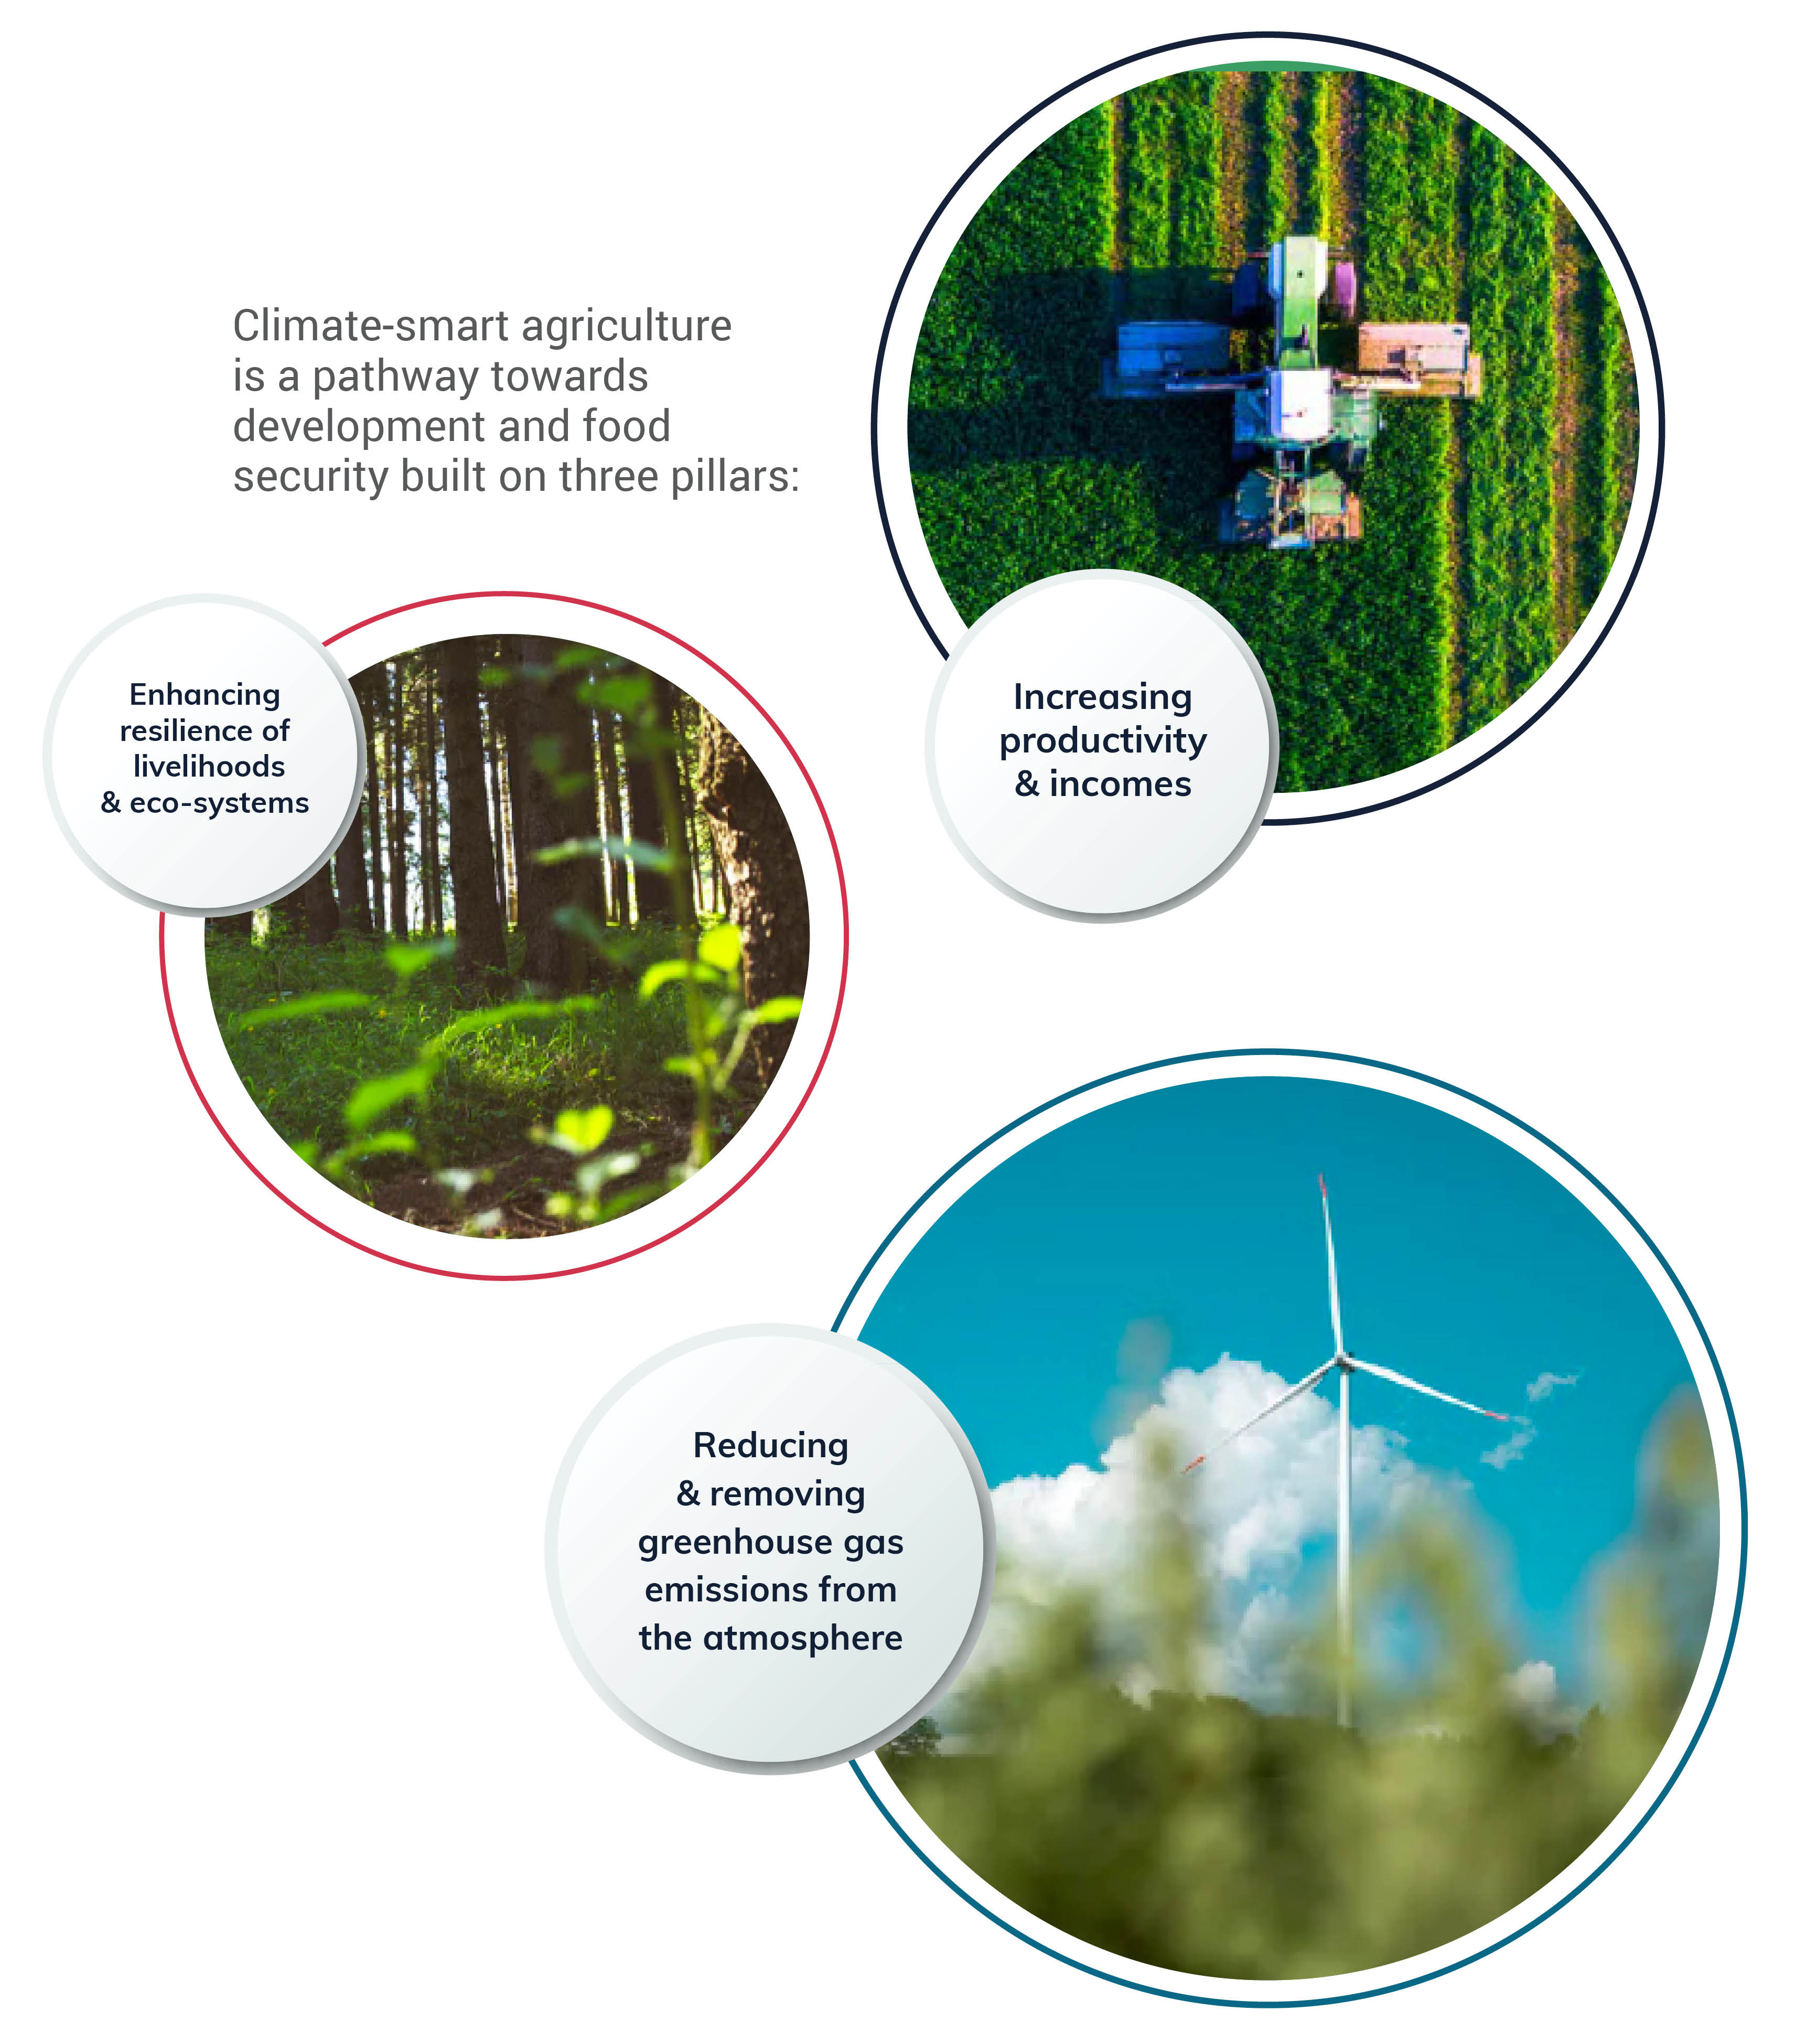 Climate-smart agriculture
is a pathway towards
development and food
security built on three pillars:
Increasing
productivity
& incomes
Enhancing
resilience of
livelihoods
& eco-systems
Reducing
& removing
greenhouse gas
emissions from
the atmosphere